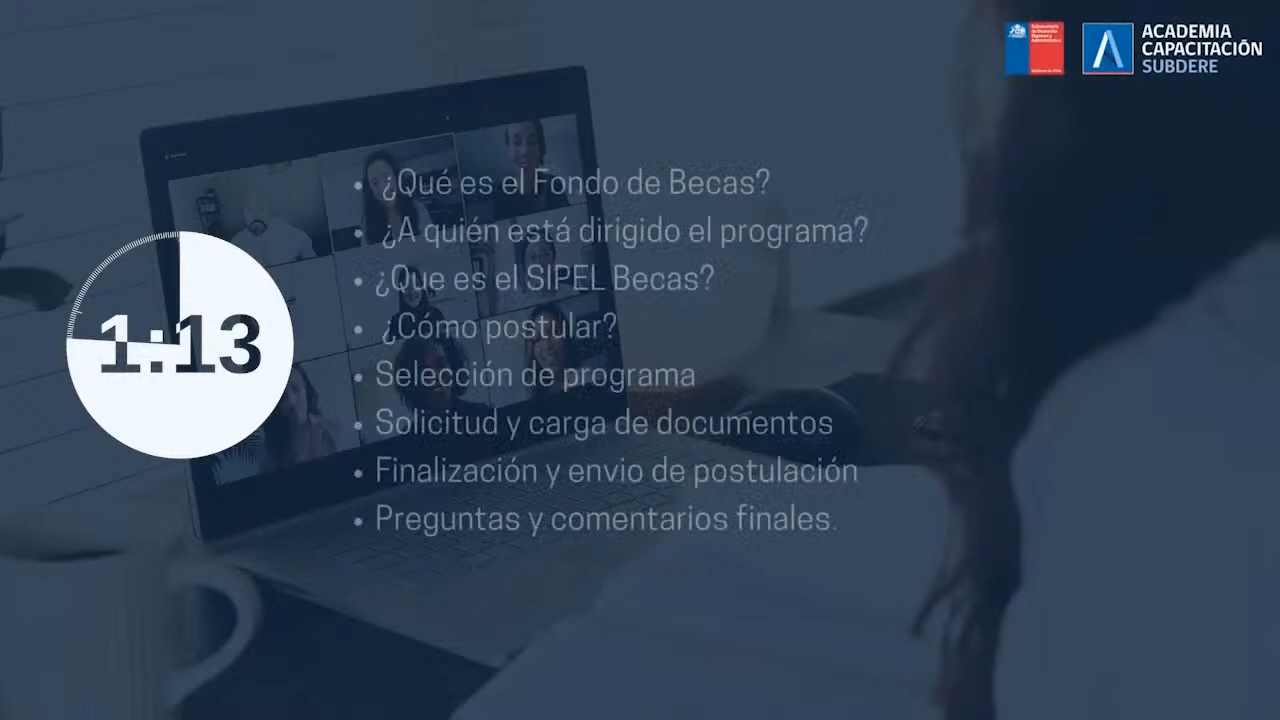 ACADEMIA
CAPACITACIÓN
SUBDERE
¿Qué es el Fondo de Becas?
¿A quién está dirigido el programa?
¿Que es el SIPEL Becas?
¿Cómo postular?
Selección de programa
Solicitud y carga de documentos
Finalización y envio de postulación
Preguntas y comentarios finales.
1:13